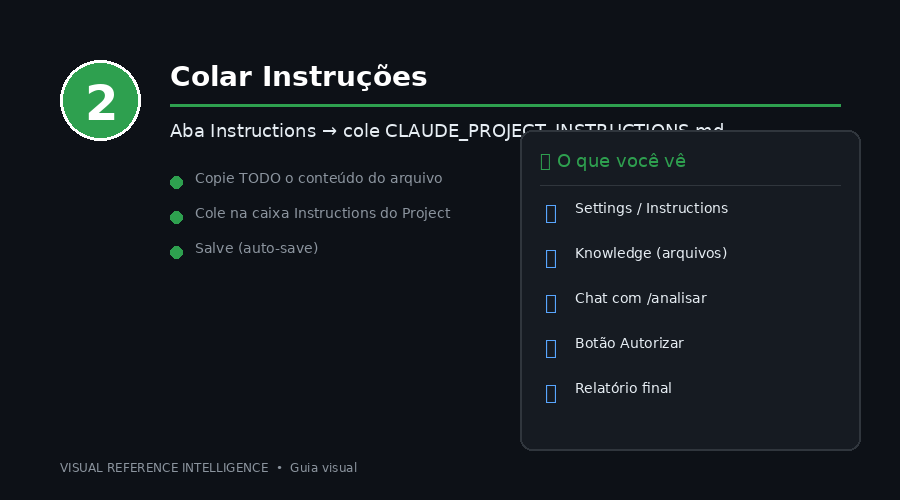 2
Colar Instruções
Aba Instructions → cole CLAUDE_PROJECT_INSTRUCTIONS.md
Copie TODO o conteúdo do arquivo
Cole na caixa Instructions do Project
Salve (auto-save)
O que você vê
Settings / Instructions
Knowledge (arquivos)
Chat com /analisar
Botão Autorizar
Relatório final
VISUAL REFERENCE INTELLIGENCE • Guia visual